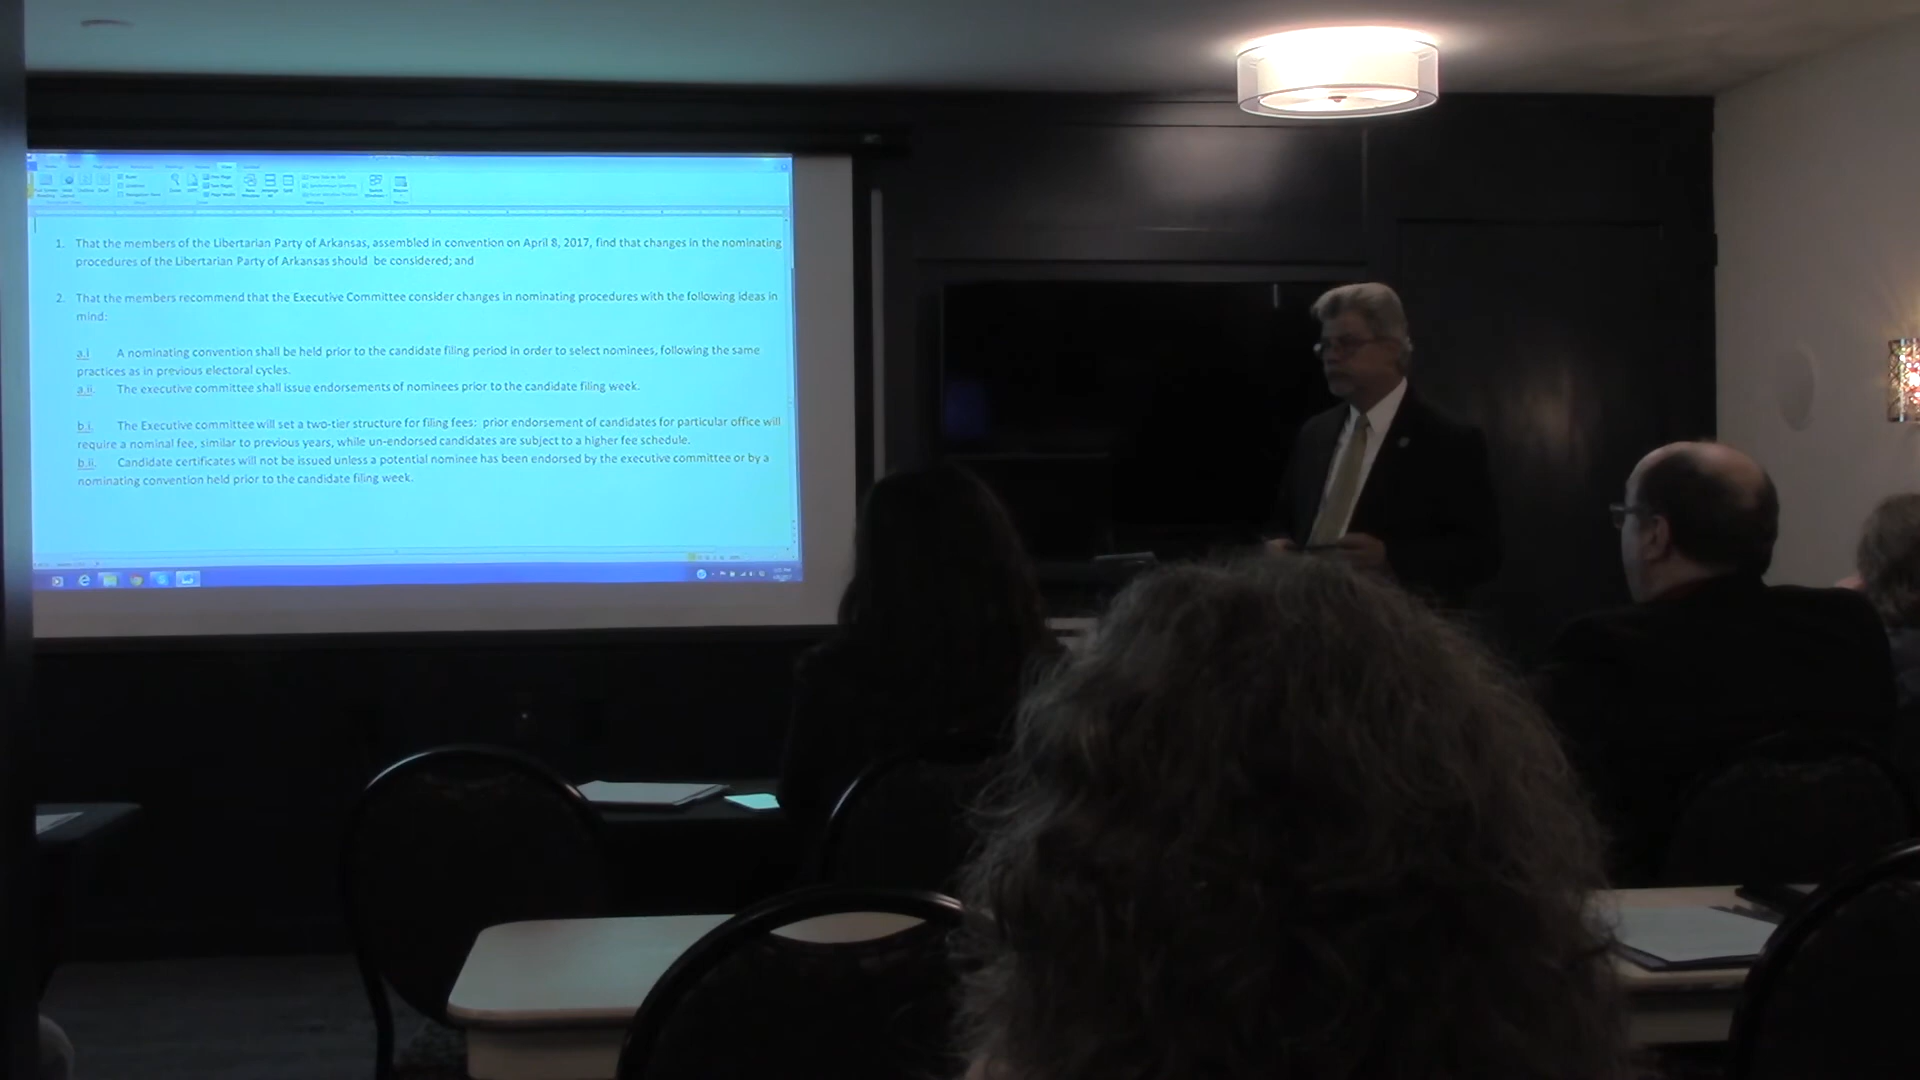 1. That the members of the Libertarian Party of Arkansas, assembled in convention on April 8, 2017, find that changes in the nominating
procedures of the Libertarian Party of Arkansas should be considered; and
2. That the members recommend that the Executive Committee consider changes in nominating procedures with the following ideas in
mind:
a.i A nominating convention shall be held prior to the candidate filing period in order to select nominees, following the same
practices as in previous electoral cycles.
a.ii. The executive committee shall issue endorsements of nominees prior to the candidate filing week.
b.i. The Executive committee will set a two-tier structure for filing fees: prior endorsement of candidates for particular office will
require a nominal fee, similar to previous years, while un-endorsed candidates are subject to a higher fee schedule.
b.ii. Candidate certificates will not be issued unless a potential nominee has been endorsed by the executive committee or by a
nominating convention held prior to the candidate filing week.